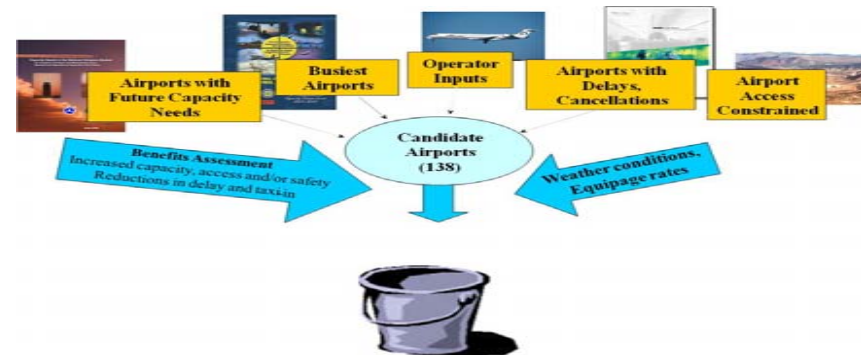 Airports with
Future Capacity
Needs
Busiest
Airports
Operator
Inputs
Airports with
Delays,
Cancellations
Airport
Access
Constrained
Candidate
Airports
(138)
Benefits Assessment
Increased capacity, access and/or safety
Reductions in delay and taxi-in
Weather conditions,
Equipage rates